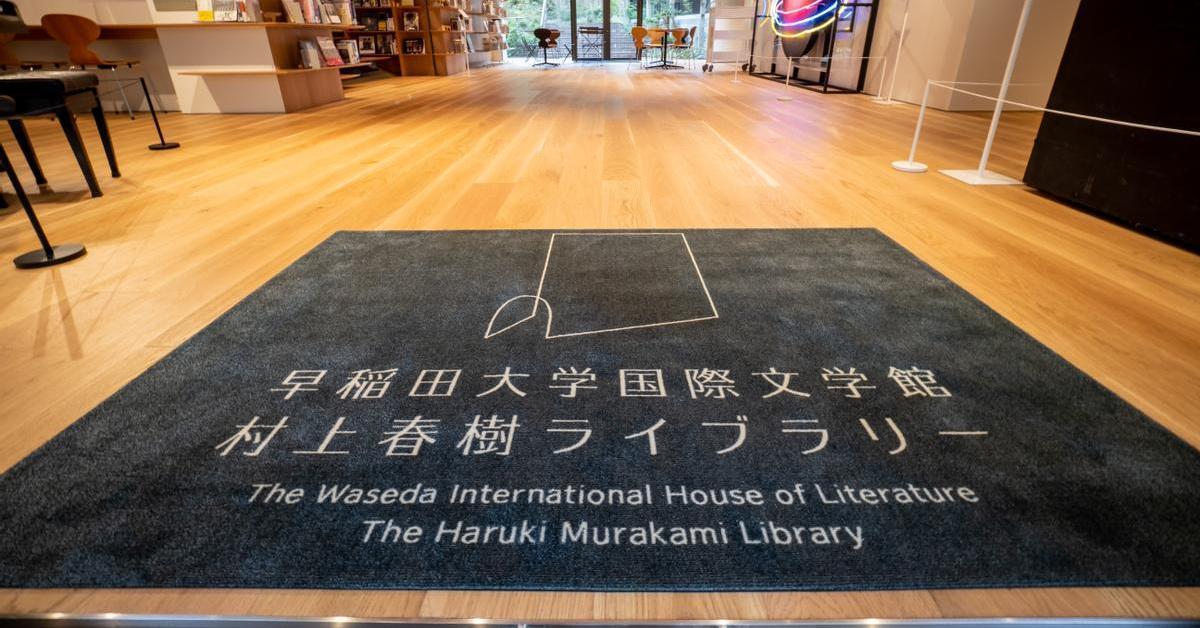 早稲田大学国際文学館
村上春樹ライブラリー
The Waseda International House of Literature
The Haruki Murakami Library